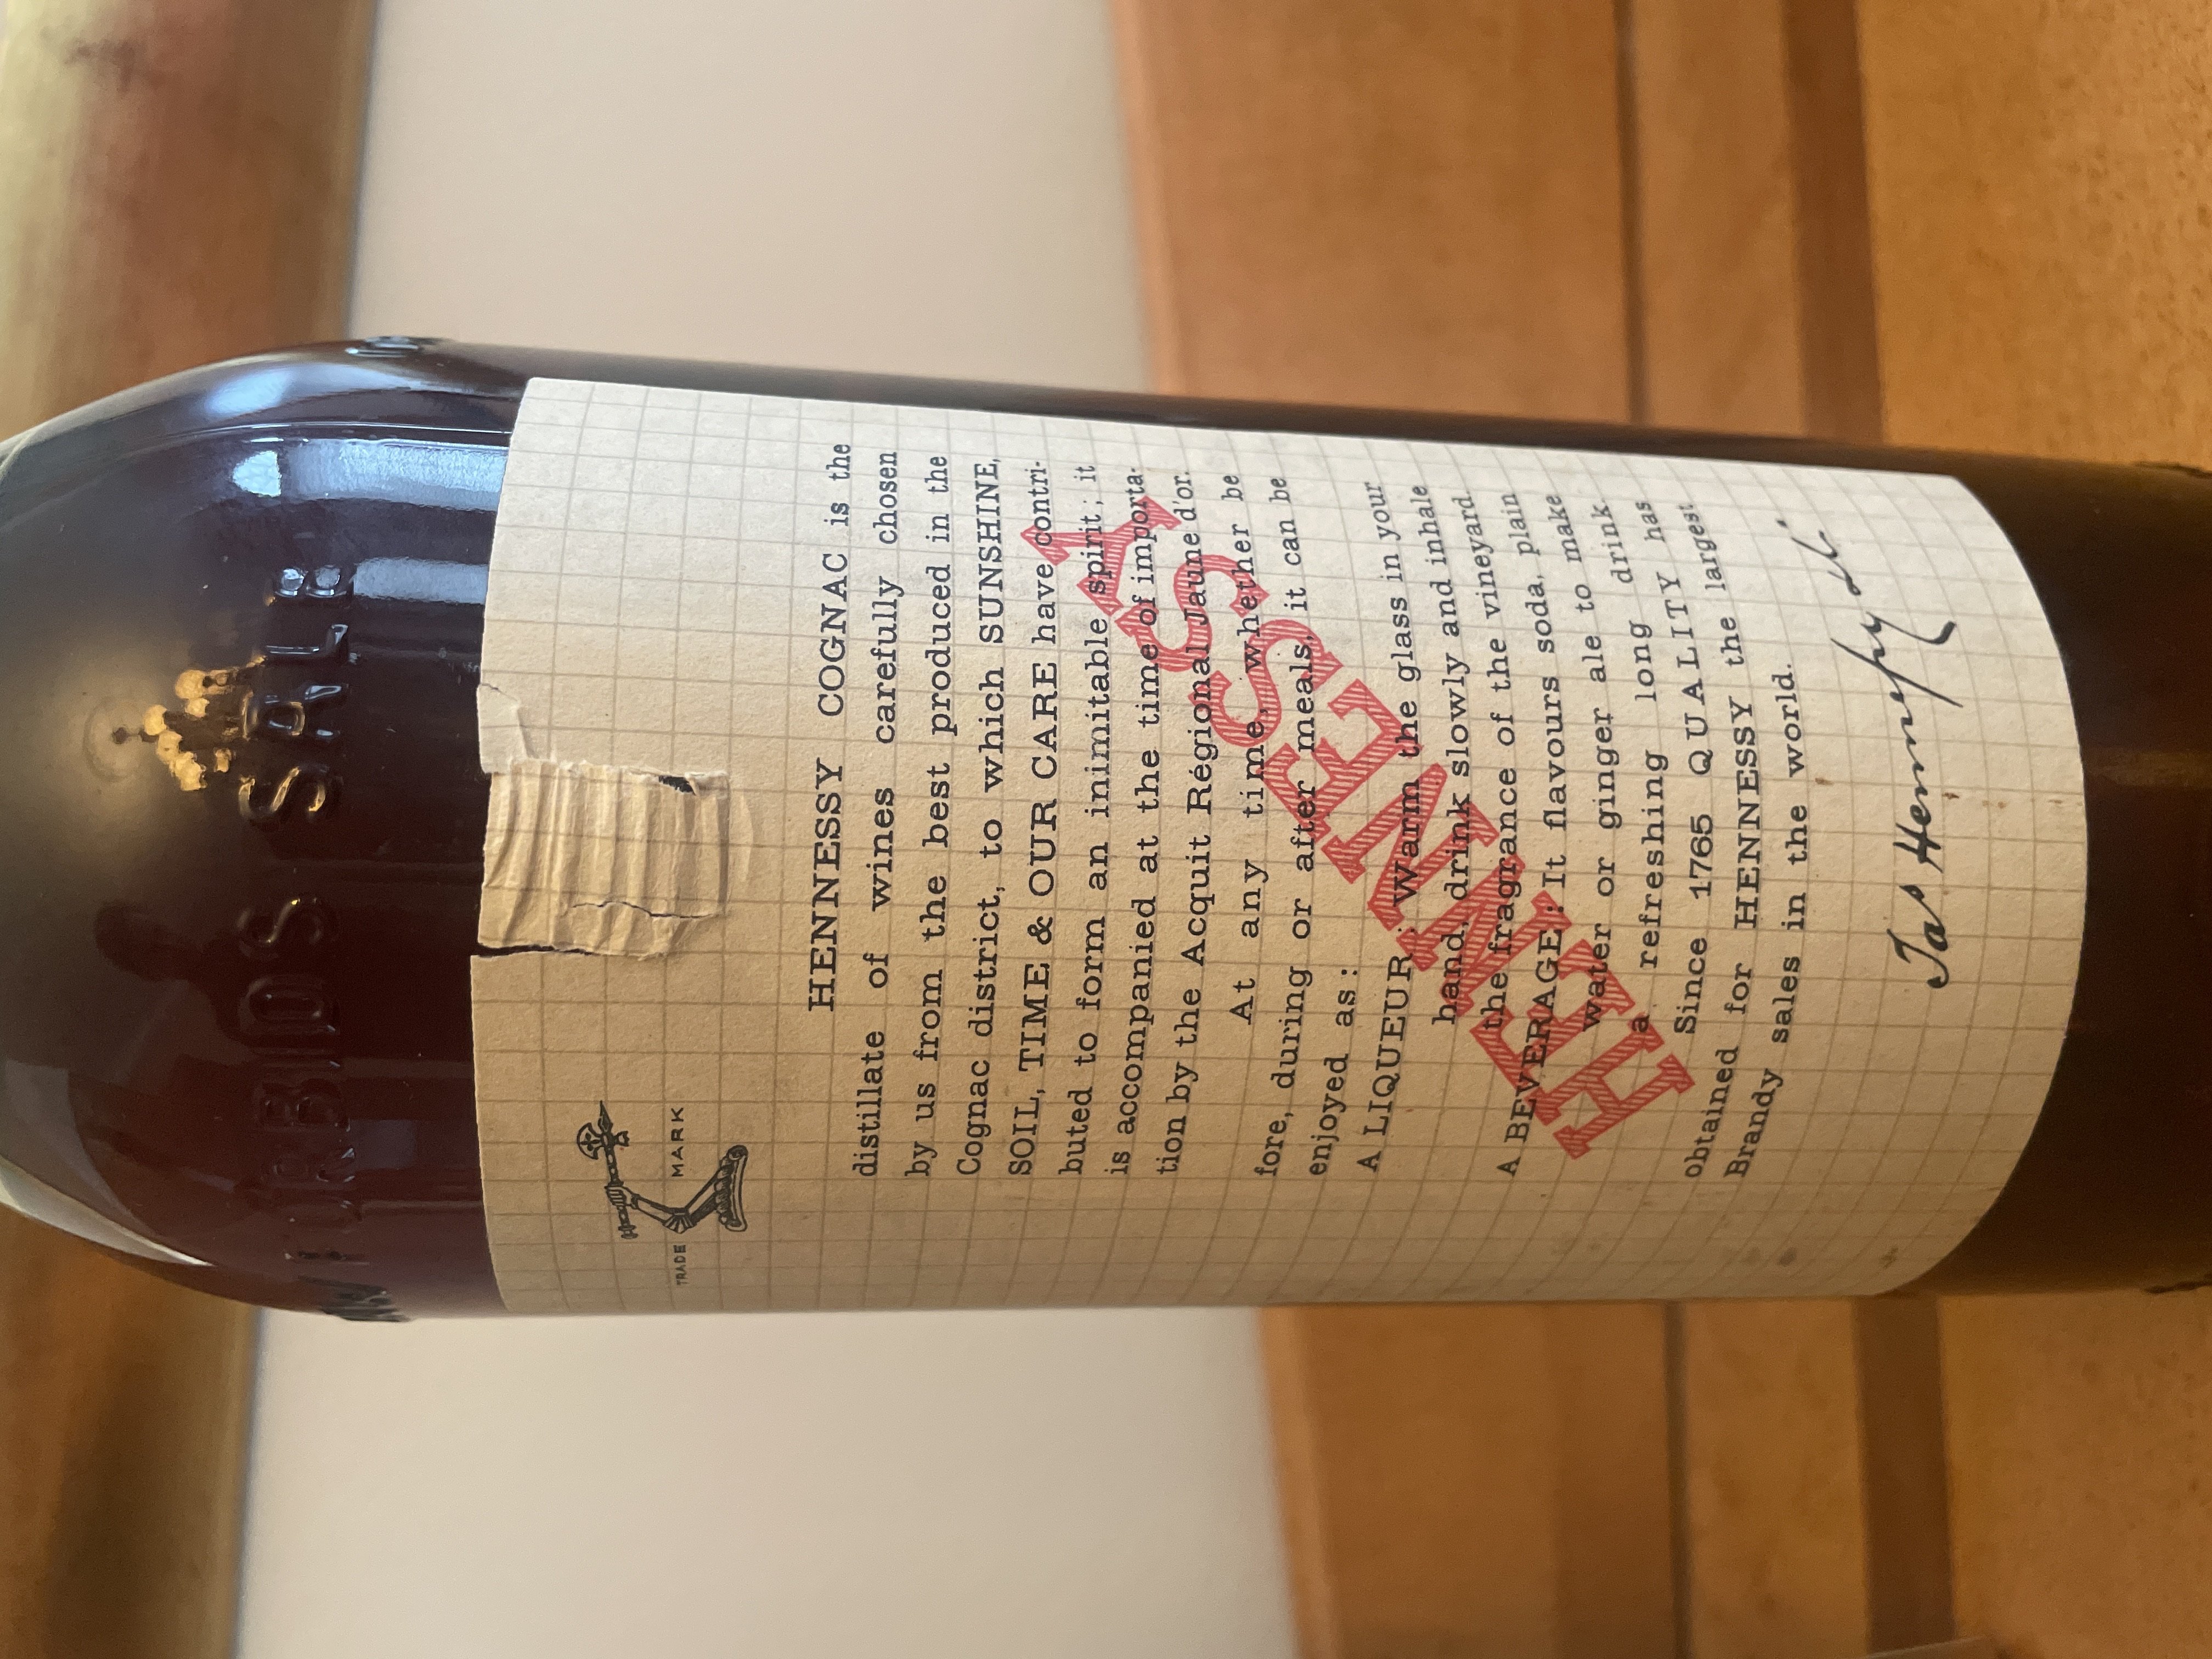 FORBIDS SALE
TRADE MARK
HENNESSY COGNAC is the
distillate of wines carefully chosen
by us from the best produced in the
Cognac district, to which SUNSHINE,
SOIL, TIME & OUR CARE have contri-
buted to form an inimitable spirit; it
is accompanied at the time of importa-
tion by the Acquit Régional Jaune d'or.
At any time, whether be
fore, during or after meals, it can be
enjoyed as:
A LIQUEUR: Warm the glass in your
hand, drink slowly and inhale
the fragrance of the vineyard.
A BEVERAGE: It flavours soda, plain
water or ginger ale to make
a refreshing long drink.
Since 1765 QUALITY has
obtained for HENNESSY the largest
Brandy sales in the world.
HENNESSY
Jas Hennessy & Co.